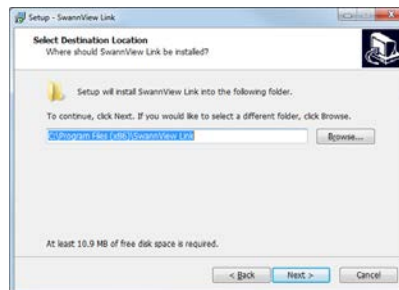 Setup - SwannView Link
Select Destination Location
Where should SwannView Link be installed?
Setup will install SwannView Link into the following folder.
To continue, click Next. If you would like to select a different folder, click Browse.
C:\Program Files (x86)\SwannView Link
Browse...
At least 10.9 MB of free disk space is required.
< Back
Next >
Cancel